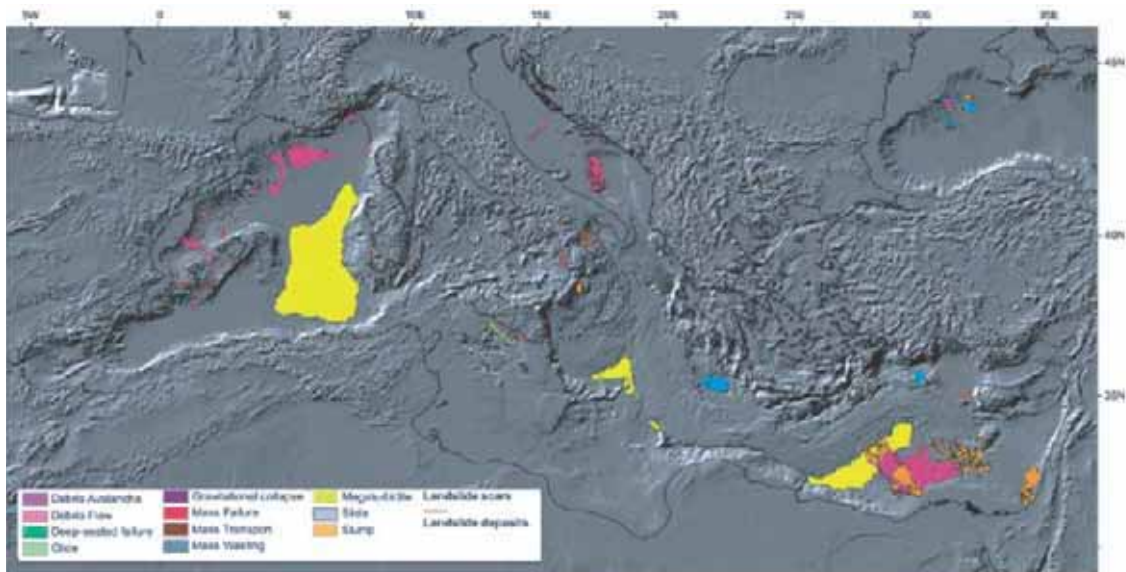 5W 0 5E 10E 15E 20E 25E 30E 35E
45N
40N
35N
Debris Avalanche
Debris Flow
Deep-seated failure
Glide
Gravitational collapse
Mass Failure
Mass Transport
Mass Wasting
Megaturbidite
Slide
Slump
Landslide scars
Landslide deposits